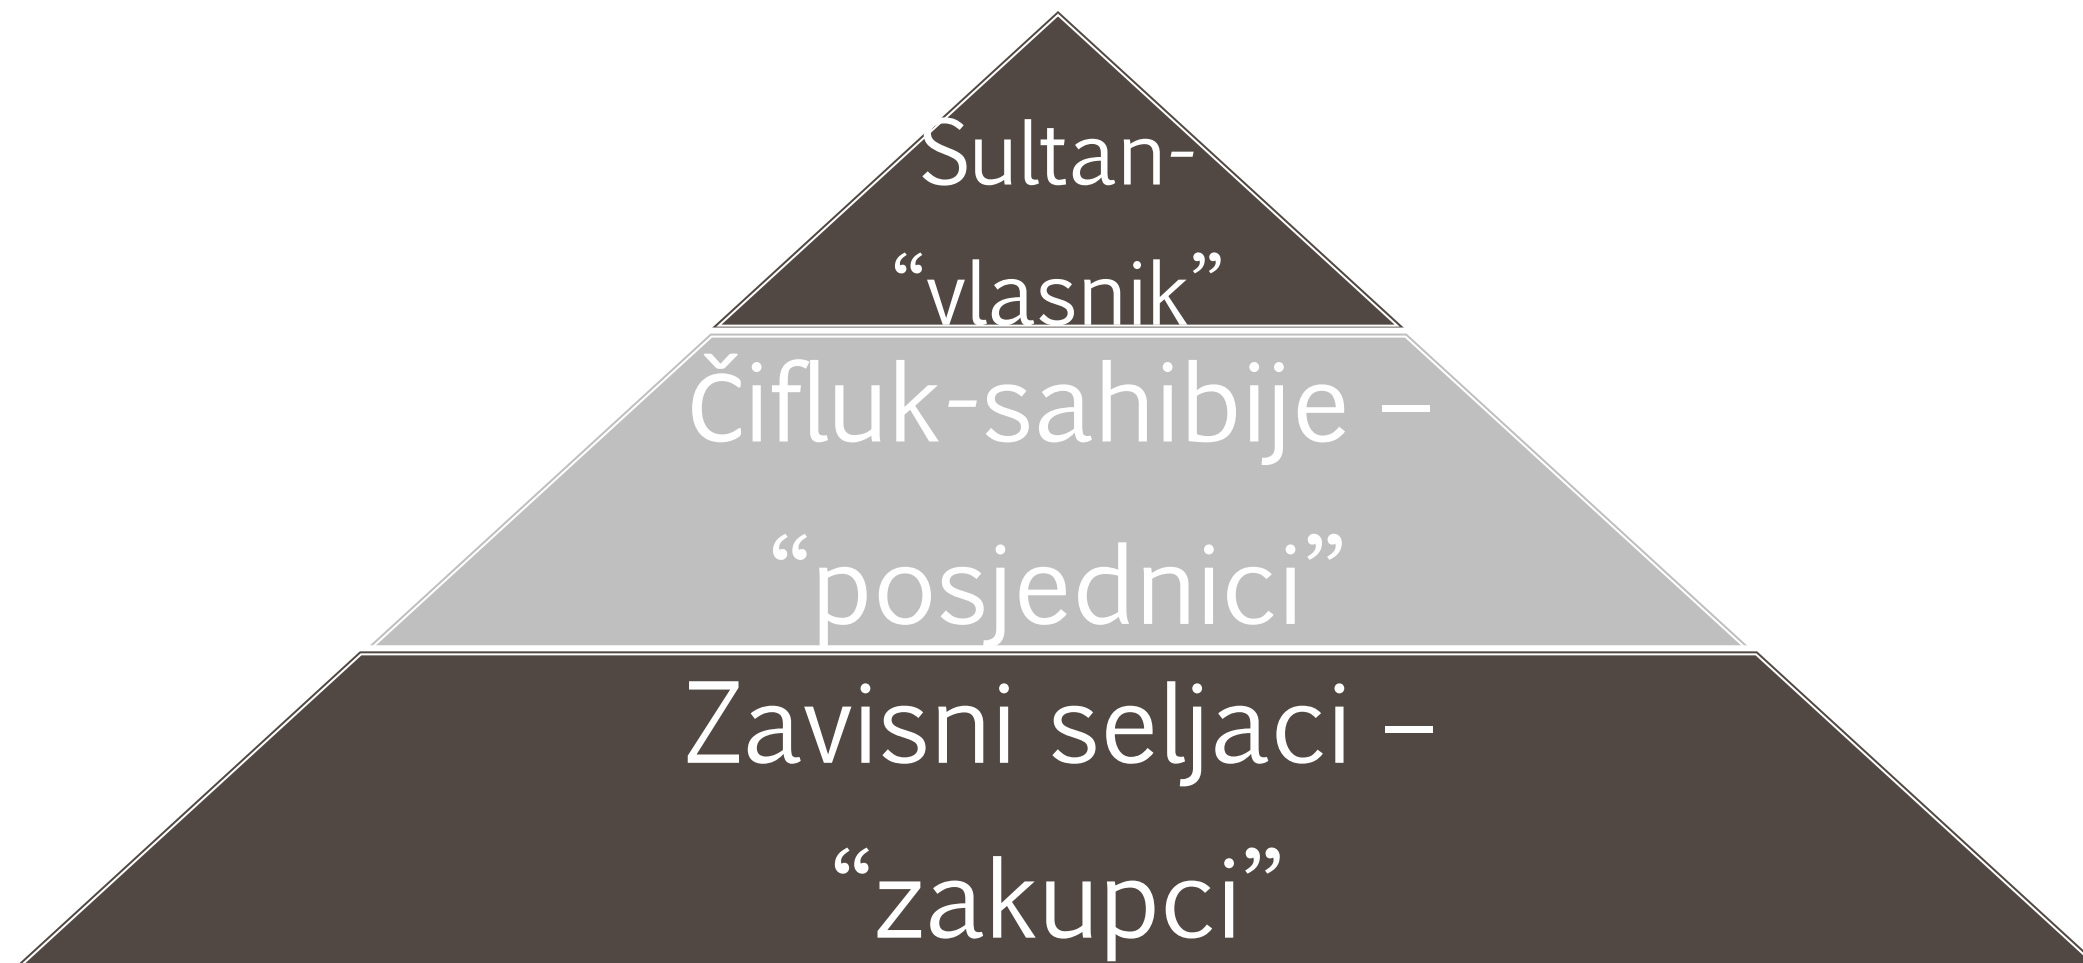 Sultan-
“vlasnik”
Čifluk-sahibije –
“posjednici”
Zavisni seljaci –
“zakupci”